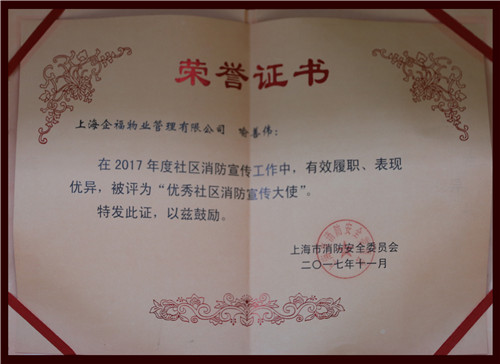 荣誉证书
上海企福物业管理有限公司 喻善伟：
在2017年度社区消防宣传工作中，有效履职、表现
优异，被评为“优秀社区消防宣传大使”。
特发此证，以兹鼓励。
上海市消防安全委员会
二〇一七年十一月